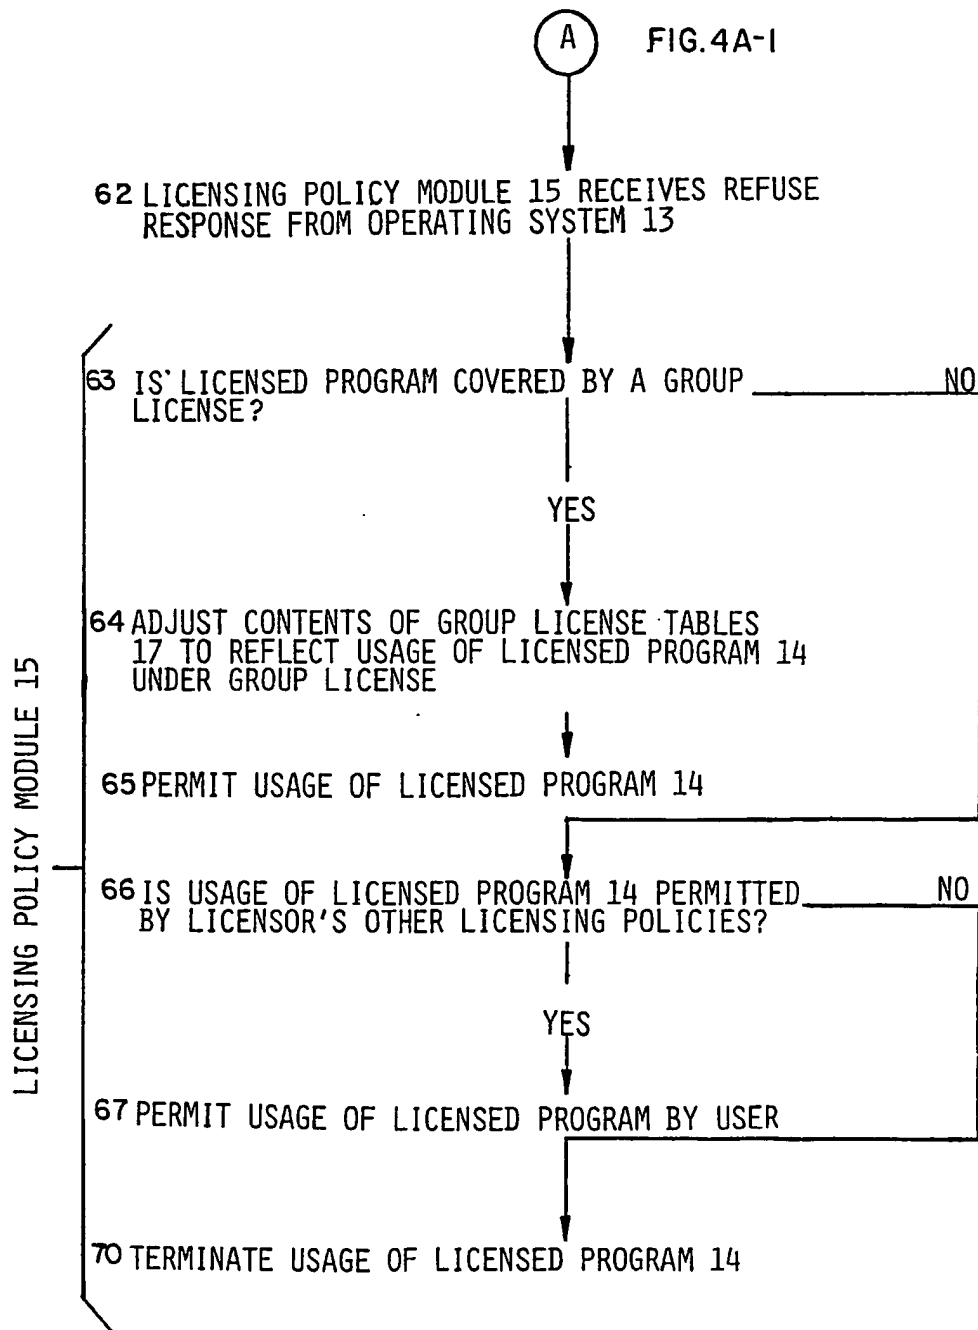 A FIG.4A-1
62 LICENSING POLICY MODULE 15 RECEIVES REFUSE
RESPONSE FROM OPERATING SYSTEM 13
63 IS LICENSED PROGRAM COVERED BY A GROUP NO
LICENSE?
YES
64 ADJUST CONTENTS OF GROUP LICENSE TABLES
17 TO REFLECT USAGE OF LICENSED PROGRAM 14
UNDER GROUP LICENSE
65 PERMIT USAGE OF LICENSED PROGRAM 14
66 IS USAGE OF LICENSED PROGRAM 14 PERMITTED NO
BY LICENSOR'S OTHER LICENSING POLICIES?
YES
67 PERMIT USAGE OF LICENSED PROGRAM BY USER
70 TERMINATE USAGE OF LICENSED PROGRAM 14
LICENSING POLICY MODULE 15